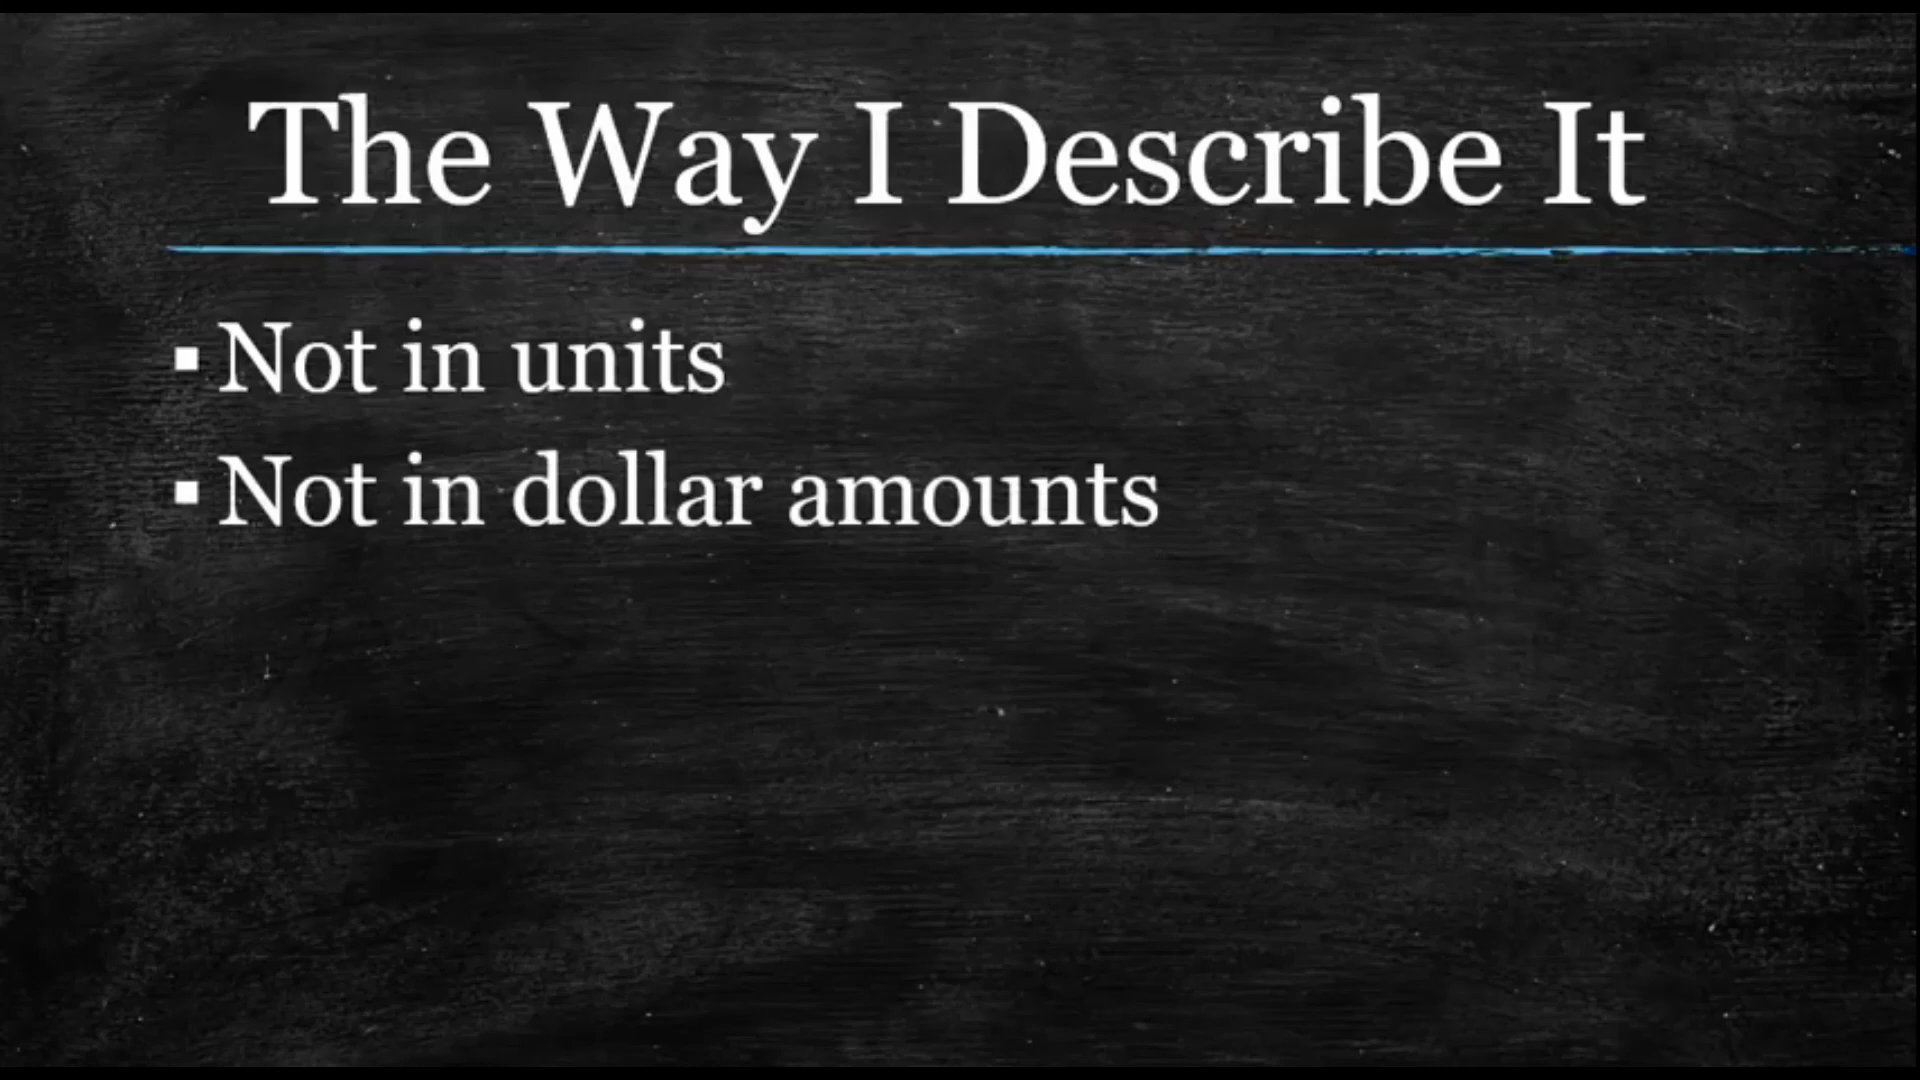 The Way I Describe It
▪ Not in units
▪ Not in dollar amounts